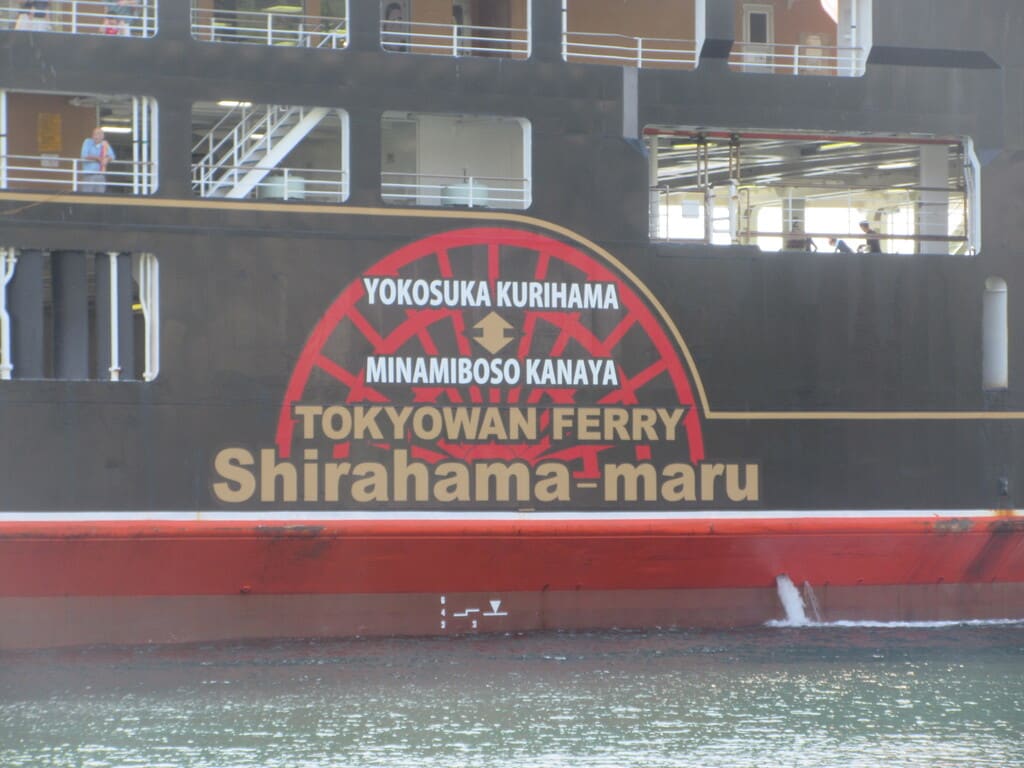 YOKOSUKA KURIHAMA
MINAMIBOSO KANAYA
TOKYOWAN FERRY
Shirahama-maru